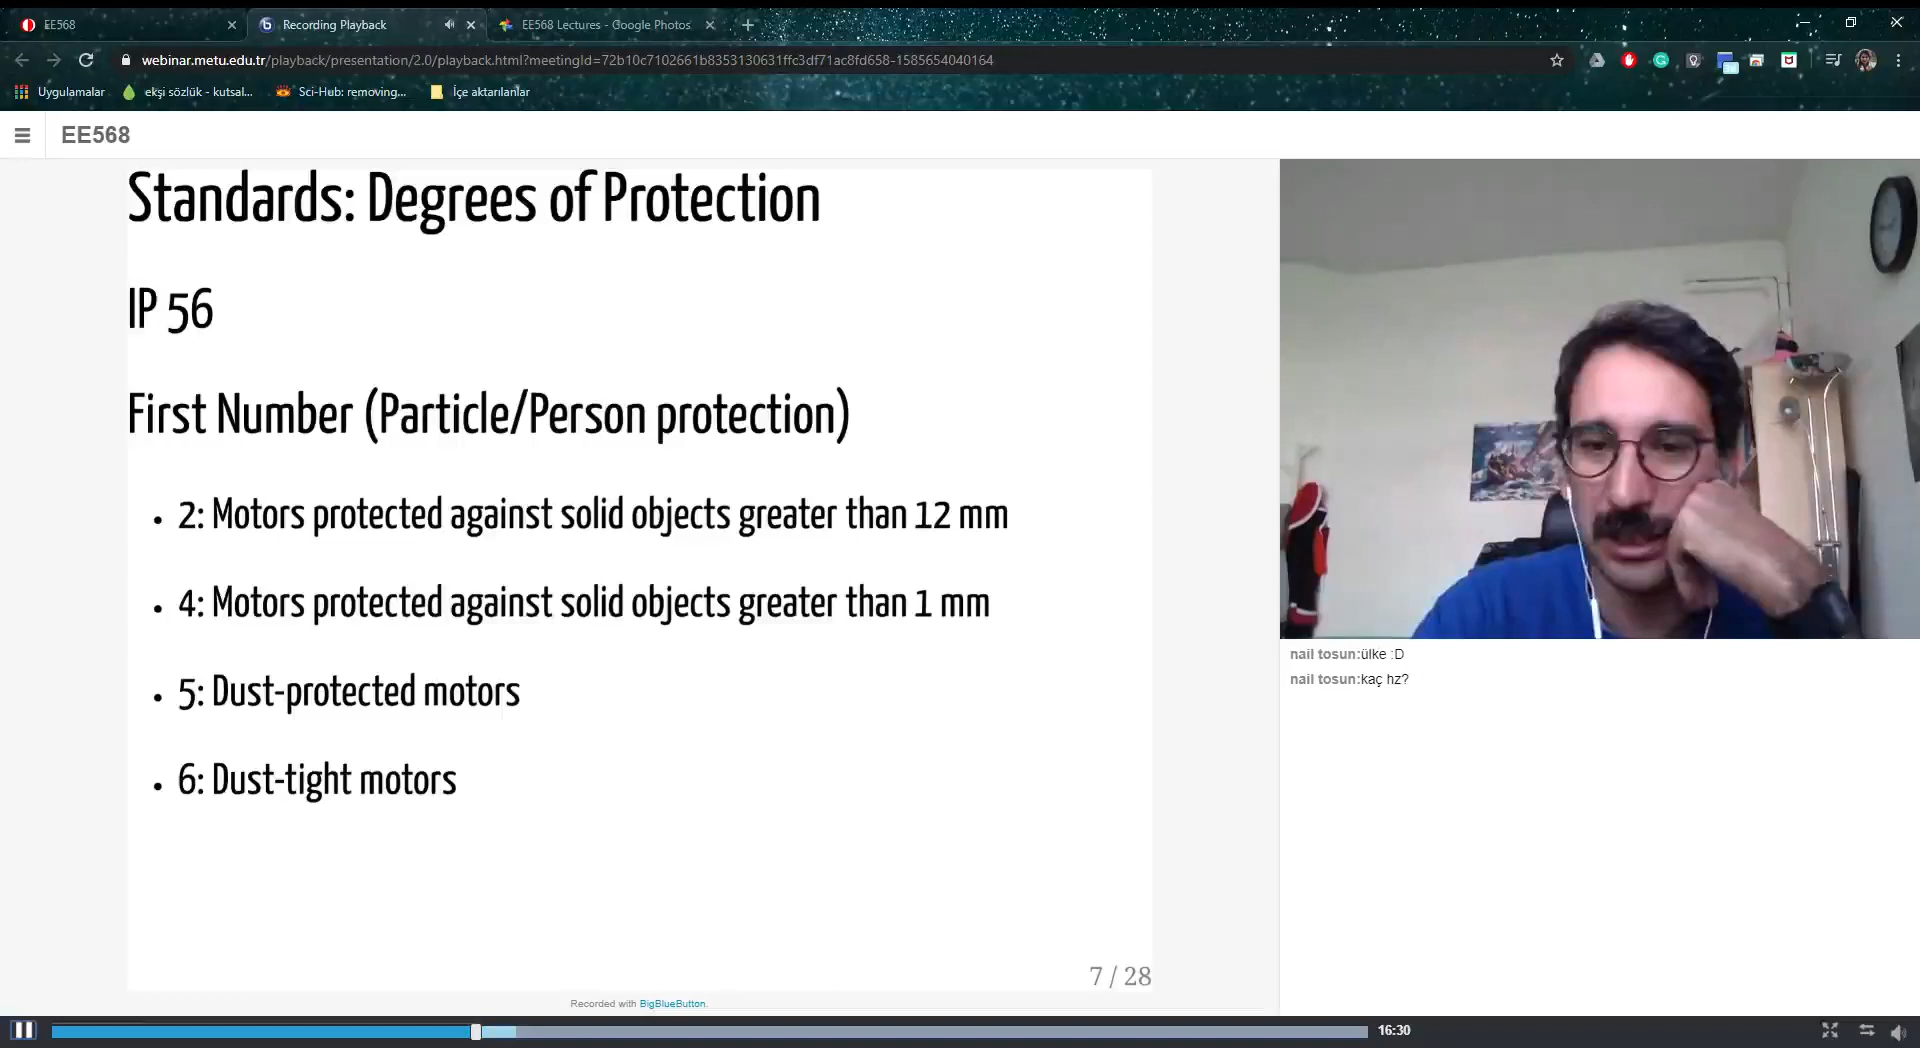 EE568
Recording Playback
EE568 Lectures - Google Photos
webinar.metu.edu.tr/playback/presentation/2.0/playback.html?meetingId=72b10c7102661b8353130631ffc3df71ac8fd658-1585654040164
Uygulamalar
ekşi sözlük - kutsal...
Sci-Hub: removing...
İçe aktarılanlar
EE568
Standards: Degrees of Protection
IP 56
First Number (Particle/Person protection)
• 2: Motors protected against solid objects greater than 12 mm
• 4: Motors protected against solid objects greater than 1 mm
• 5: Dust-protected motors
• 6: Dust-tight motors
7 / 28
Recorded with BigBlueButton.
nail tosun:ülke :D
nail tosun:kaç hz?
16:30